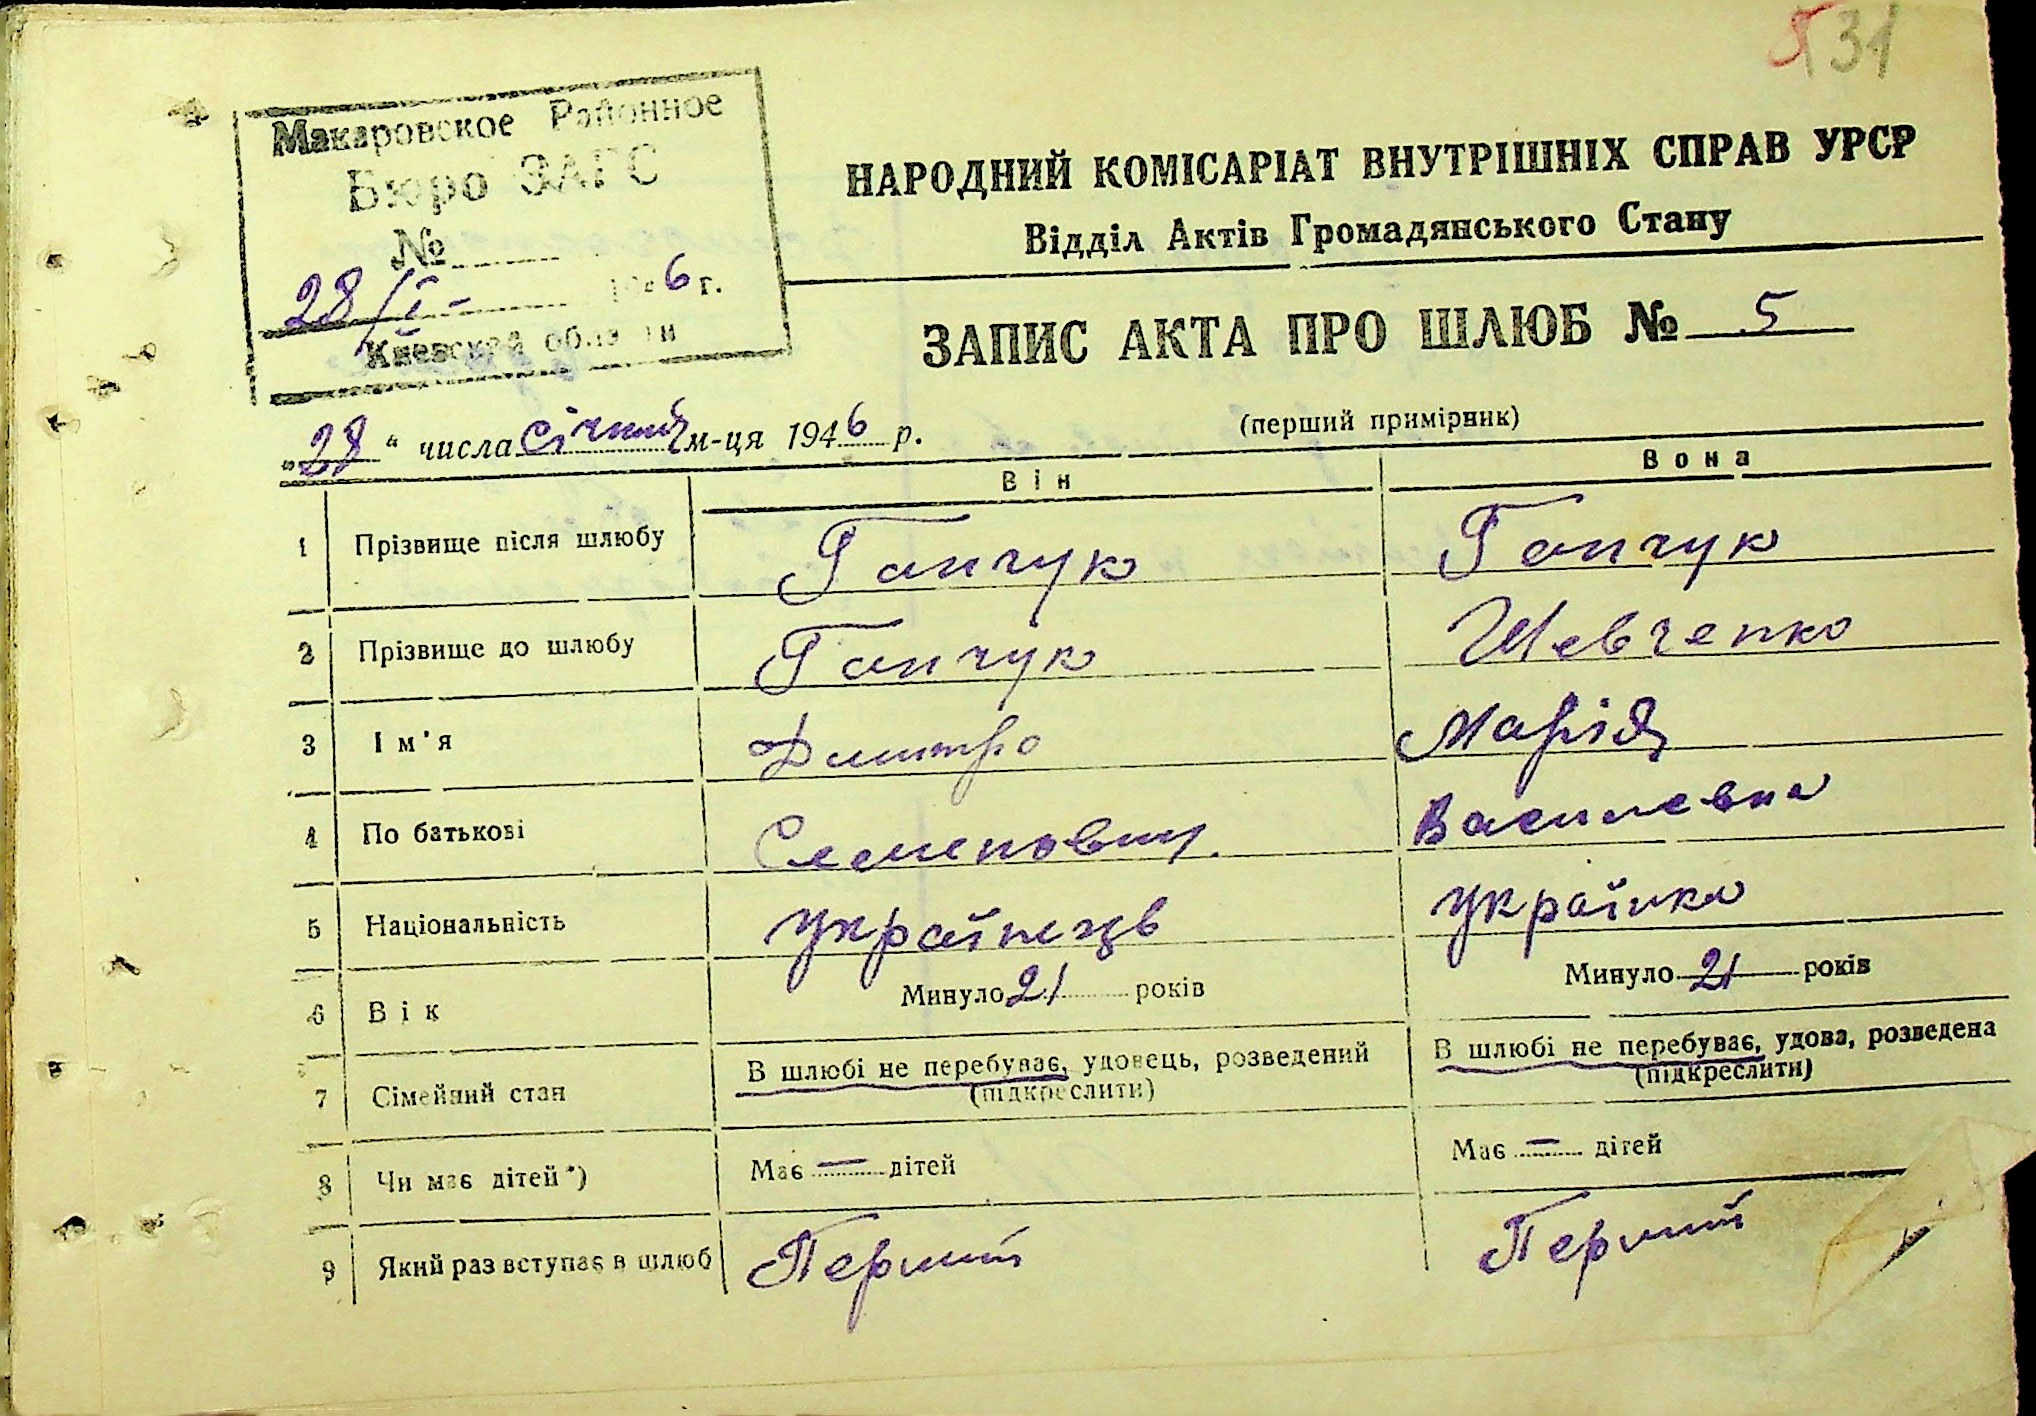 5 31
Макаровское Районное
Бюро ЗАГС
№
28/I- 1946 г.
Киевской области
НАРОДНИЙ КОМІСАРІАТ ВНУТРІШНІХ СПРАВ УРСР
Відділ Актів Громадянського Стану
ЗАПИС АКТА ПРО ШЛЮБ № 5
(перший примірник)
„28“ числа січния м-ця 1946 р.
Він Вона
1 Прізвище після шлюбу Ганчук Ганчук
2 Прізвище до шлюбу Ганчук Шевченко
3 Ім'я Дмитро Марія
4 По батькові Семенович Василевна
5 Національність Українець Українка
6 Вік Минуло 21 років Минуло 21 років
7 Сімейний стан В шлюбі не перебуває, удовець, розведений В шлюбі не перебуває, удова, розведена
(підкреслити) (підкреслити)
8 Чи має дітей*) Має — дітей Має — дітей
9 Який раз вступає в шлюб Перший Перший